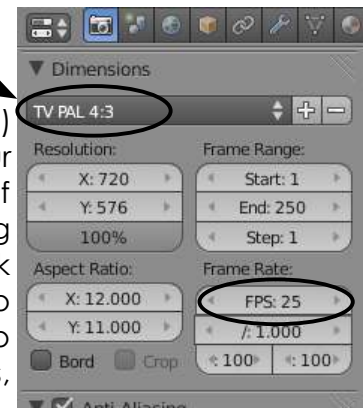 Dimensions
TV PAL 4:3
Resolution:
X: 720
Y: 576
100%
Aspect Ratio:
X: 12.000
Y: 11.000
Bord Crop
Frame Range:
Start: 1
End: 250
Step: 1
Frame Rate:
FPS: 25
/: 1.000
: 100 : 100
Anti-Aliasing